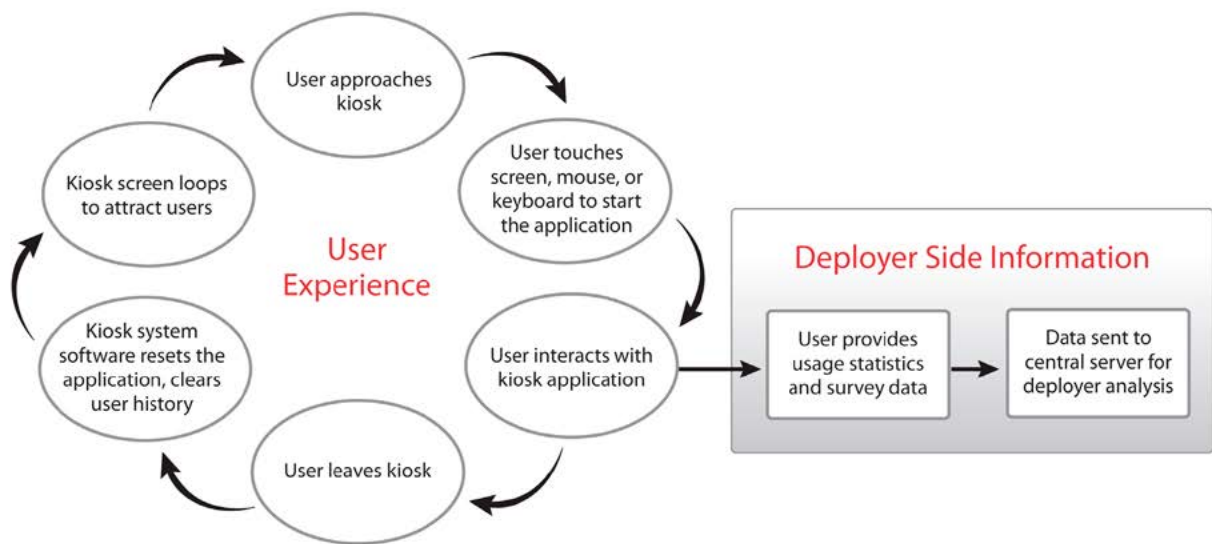 User approaches
kiosk
User touches
screen, mouse, or
keyboard to start
the application
User interacts with
kiosk application
User leaves kiosk
Kiosk system
software resets the
application, clears
user history
Kiosk screen loops
to attract users
User
Experience
Deployer Side Information
User provides
usage statistics
and survey data
Data sent to
central server for
deployer analysis